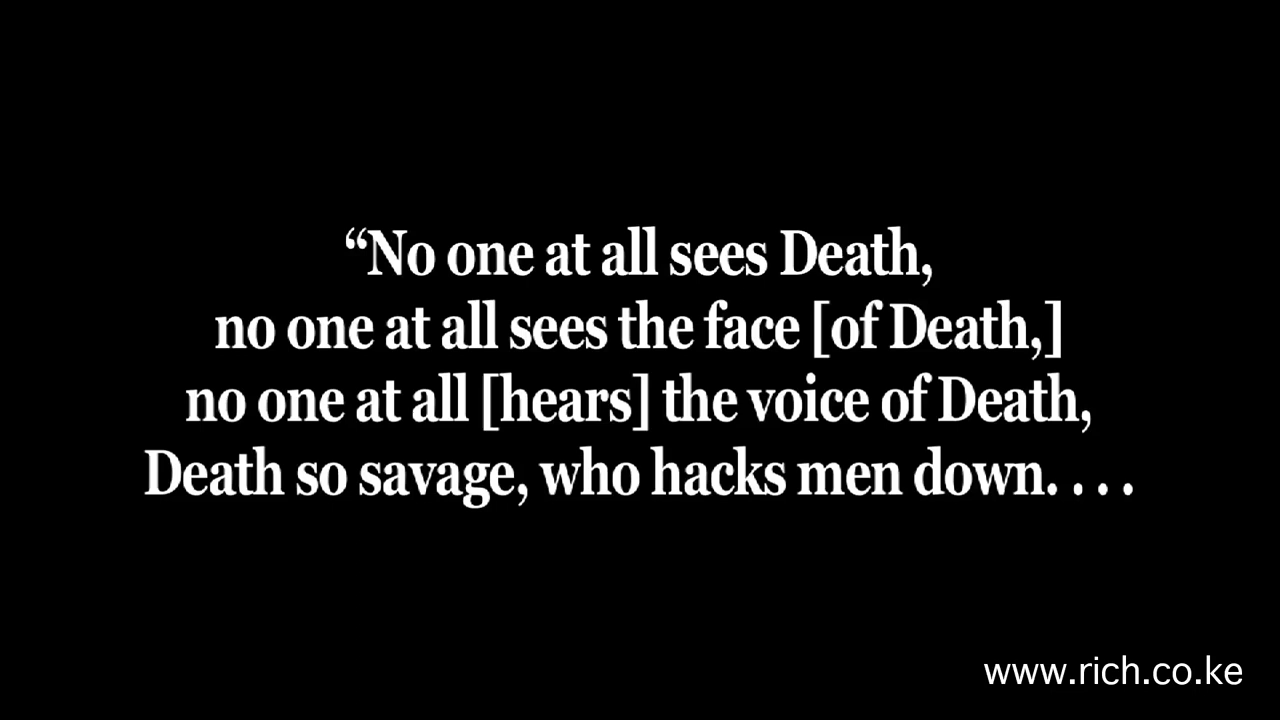 “No one at all sees Death,
no one at all sees the face [of Death,]
no one at all [hears] the voice of Death,
Death so savage, who hacks men down. . . .
www.rich.co.ke